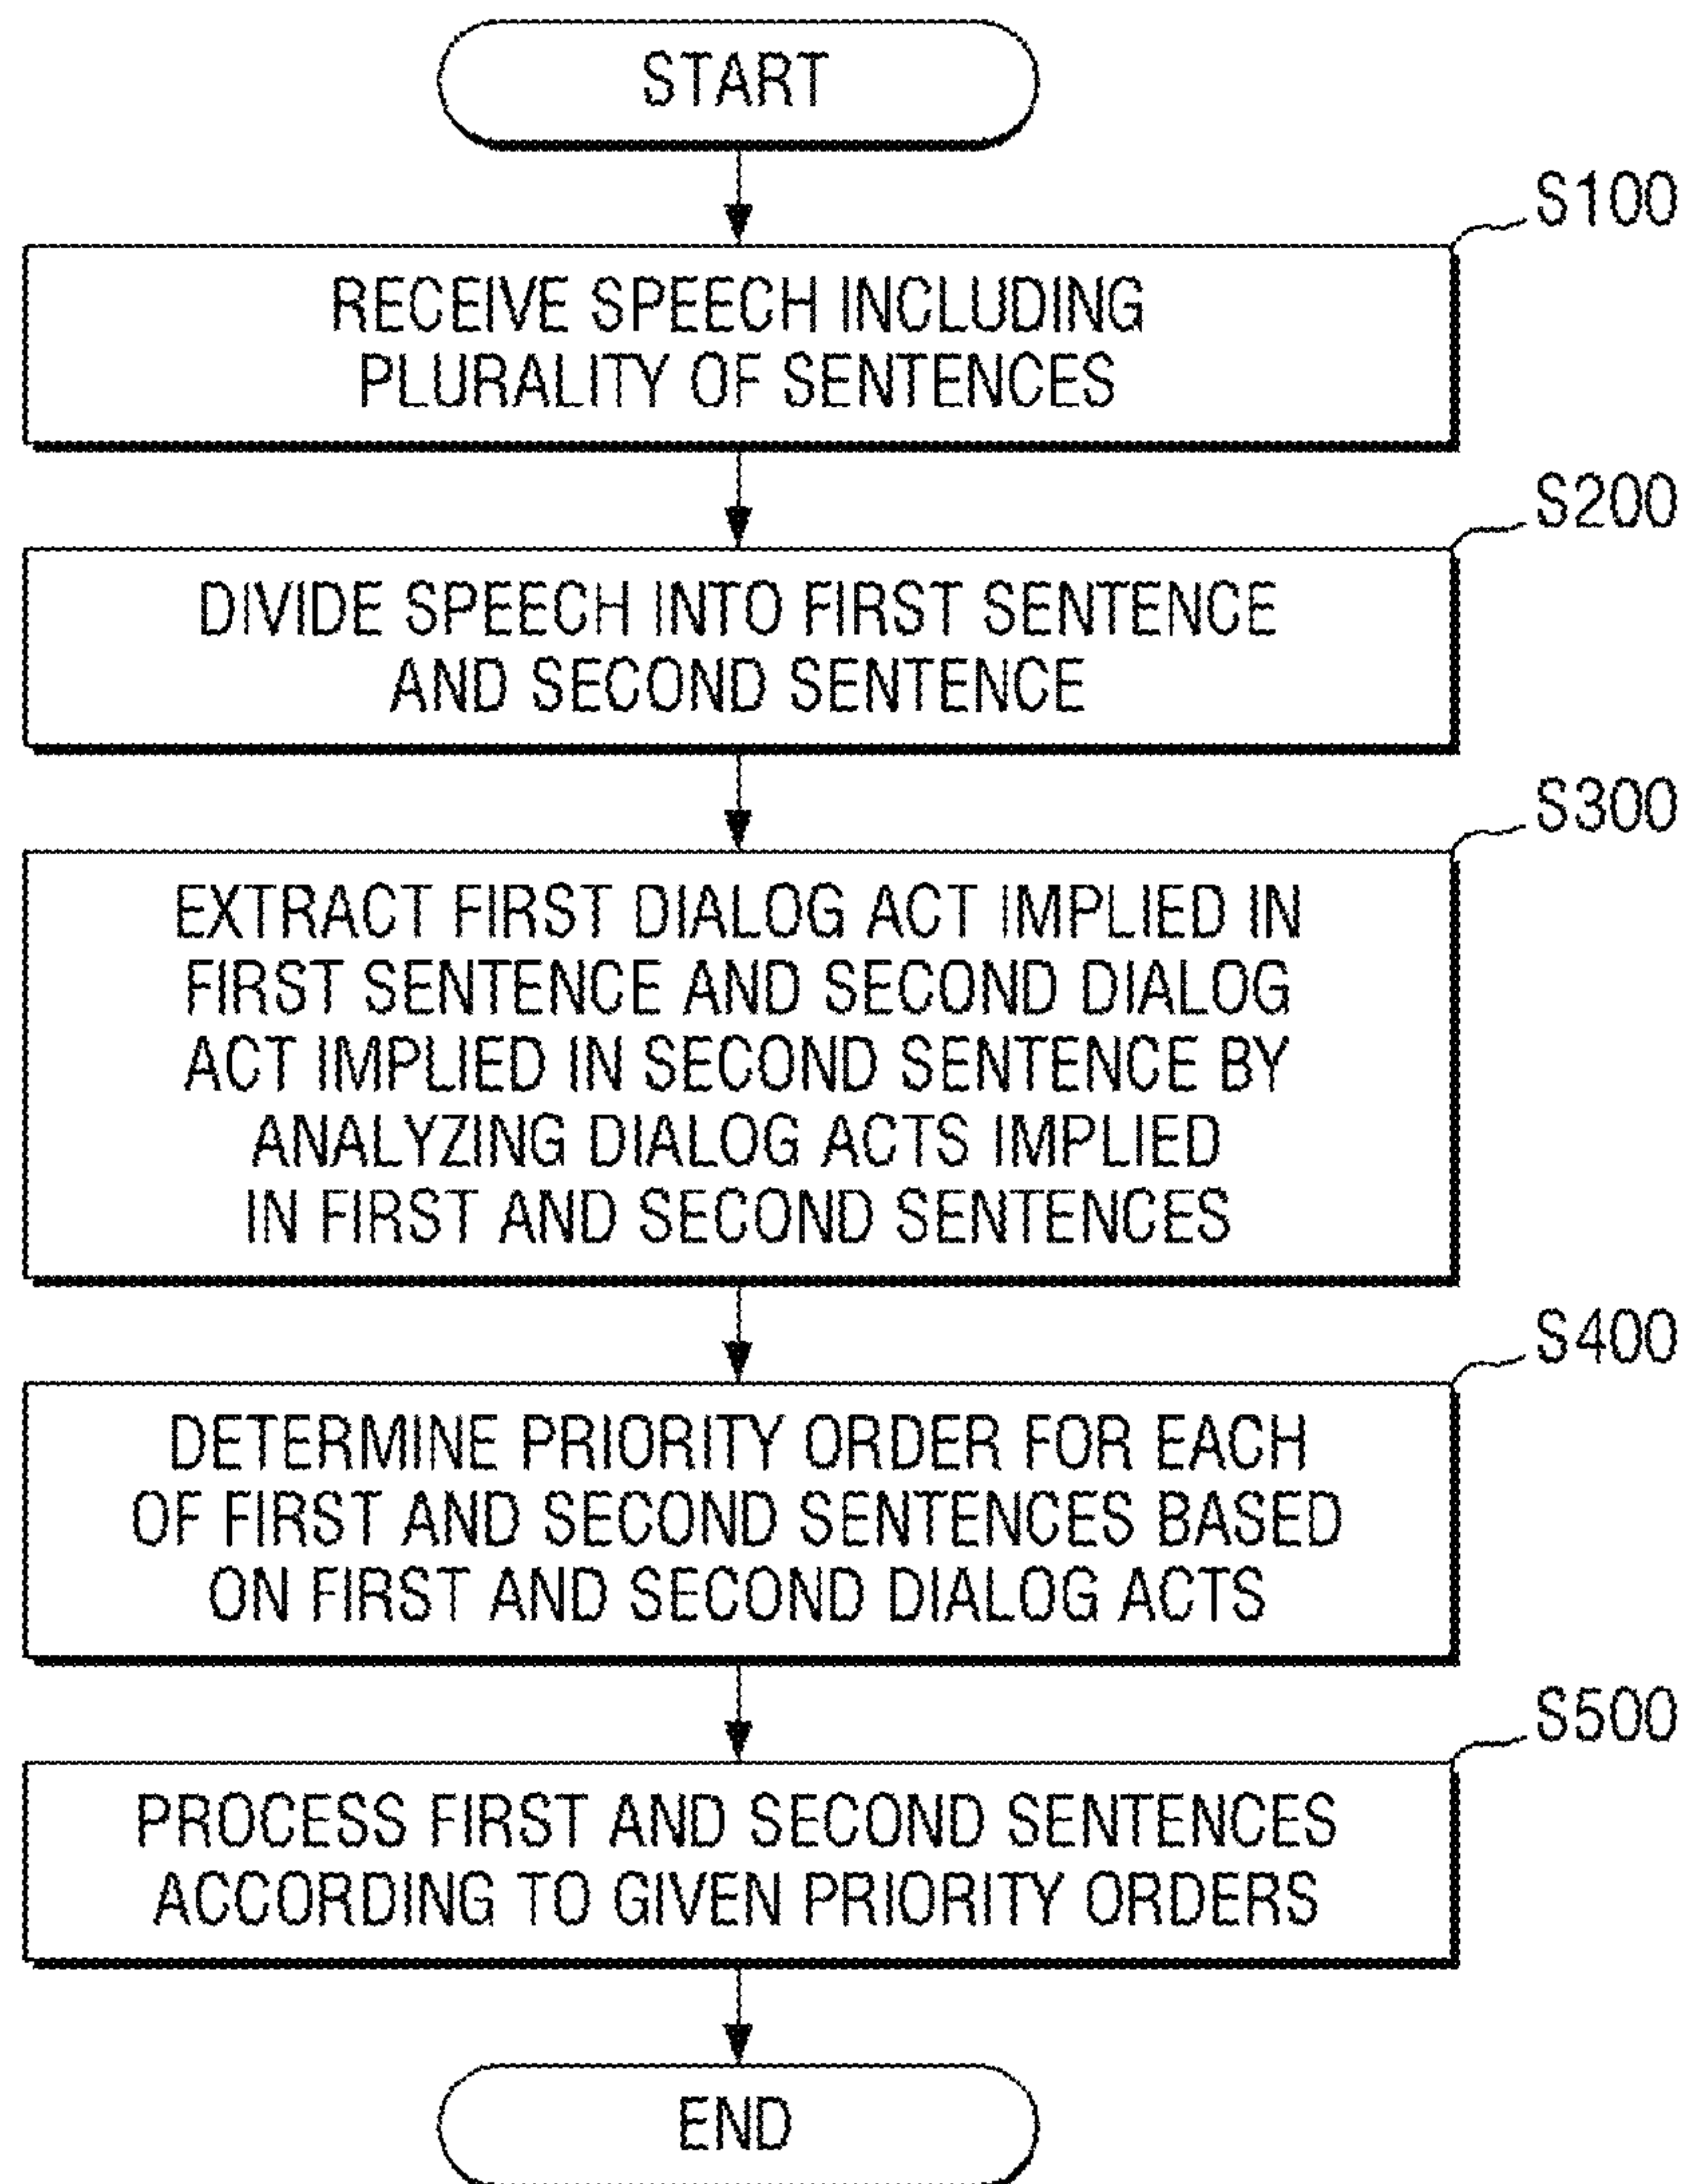 START
S100
RECEIVE SPEECH INCLUDING
PLURALITY OF SENTENCES
S200
DIVIDE SPEECH INTO FIRST SENTENCE
AND SECOND SENTENCE
S300
EXTRACT FIRST DIALOG ACT IMPLIED IN
FIRST SENTENCE AND SECOND DIALOG
ACT IMPLIED IN SECOND SENTENCE BY
ANALYZING DIALOG ACTS IMPLIED
IN FIRST AND SECOND SENTENCES
S400
DETERMINE PRIORITY ORDER FOR EACH
OF FIRST AND SECOND SENTENCES BASED
ON FIRST AND SECOND DIALOG ACTS
S500
PROCESS FIRST AND SECOND SENTENCES
ACCORDING TO GIVEN PRIORITY ORDERS
END